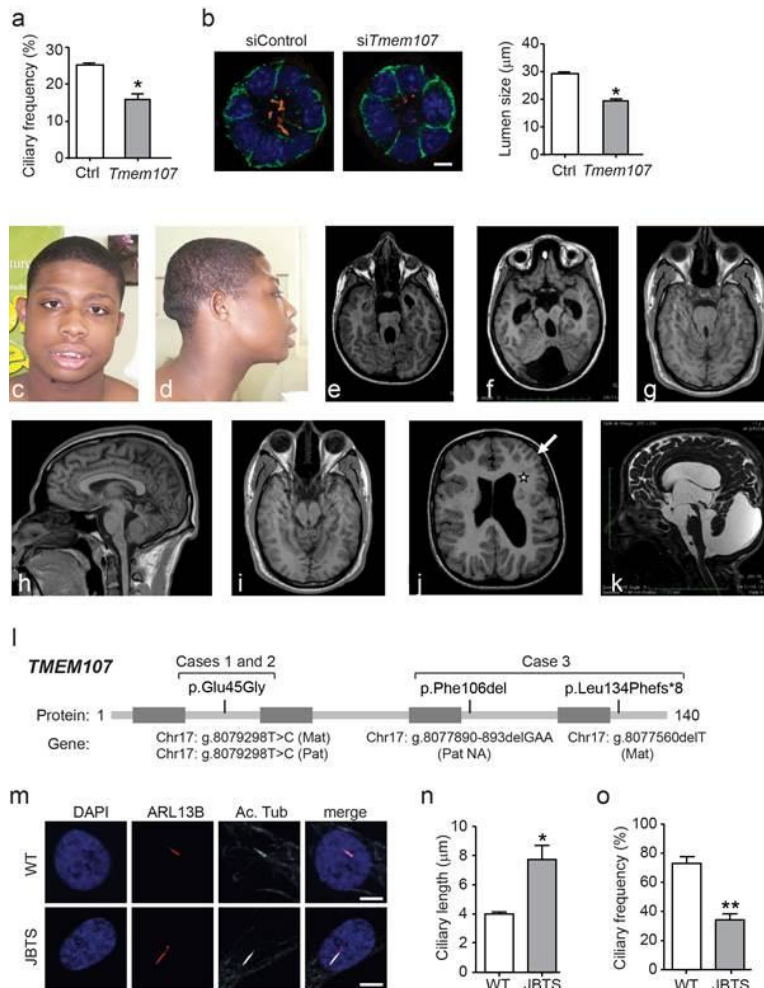 a
Ciliary frequency (%)
30
20
10
0
*
Ctrl Tmem107
b
siControl siTmem107
Lumen size (μm)
40
30
20
10
0
*
Ctrl Tmem107
c
d
e
f
g
h
i
j
k
l
TMEM107
Cases 1 and 2 Case 3
p.Glu45Gly p.Phe106del p.Leu134Phefs*8
Protein: 1 140
Gene: Chr17: g.8079298T>C (Mat) Chr17: g.8077890-893delGAA Chr17: g.8077560delT
Chr17: g.8079298T>C (Pat) (Pat NA) (Mat)
m
DAPI ARL13B Ac. Tub merge
WT
JBTS
n
Ciliary length (μm)
10
8
6
4
2
0
*
WT JBTS
o
Ciliary frequency (%)
100
80
60
40
20
0
**
WT JBTS